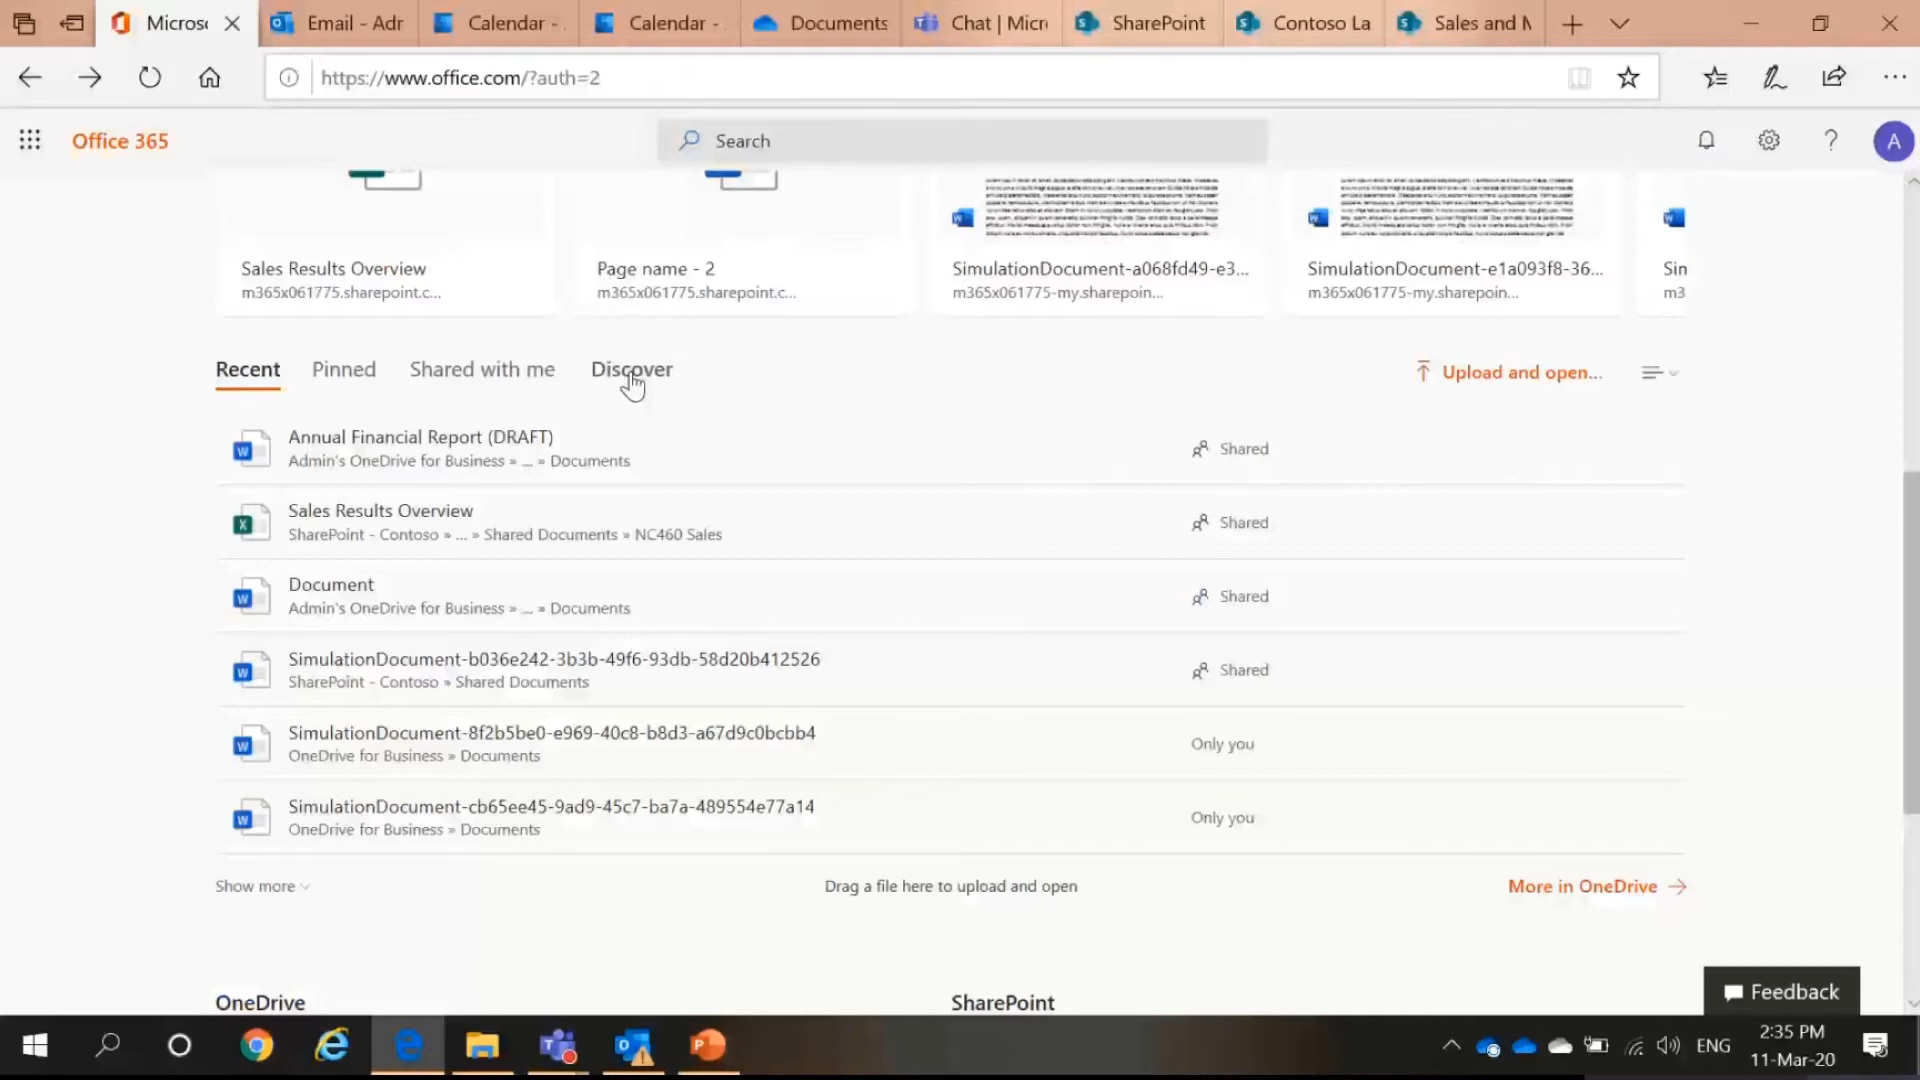 Microsc
Email - Adr
Calendar -
Calendar -
Documents
Chat | Micr
SharePoint
Contoso La
Sales and M
https://www.office.com/?auth=2
Office 365
Search
A
Sales Results Overview
m365x061775.sharepoint.c...
Page name - 2
m365x061775.sharepoint.c...
SimulationDocument-a068fd49-e3...
m365x061775-my.sharepoin...
SimulationDocument-e1a093f8-36...
m365x061775-my.sharepoin...
Sin
m3
Recent Pinned Shared with me Discover
Upload and open...
Annual Financial Report (DRAFT)
Admin's OneDrive for Business » ... » Documents
Shared
Sales Results Overview
SharePoint - Contoso » ... » Shared Documents » NC460 Sales
Shared
Document
Admin's OneDrive for Business » ... » Documents
Shared
SimulationDocument-b036e242-3b3b-49f6-93db-58d20b412526
SharePoint - Contoso » Shared Documents
Shared
SimulationDocument-8f2b5be0-e969-40c8-b8d3-a67d9c0bcbb4
OneDrive for Business » Documents
Only you
SimulationDocument-cb65ee45-9ad9-45c7-ba7a-489554e77a14
OneDrive for Business » Documents
Only you
Show more
Drag a file here to upload and open
More in OneDrive
OneDrive
SharePoint
Feedback
ENG
2:35 PM
11-Mar-20